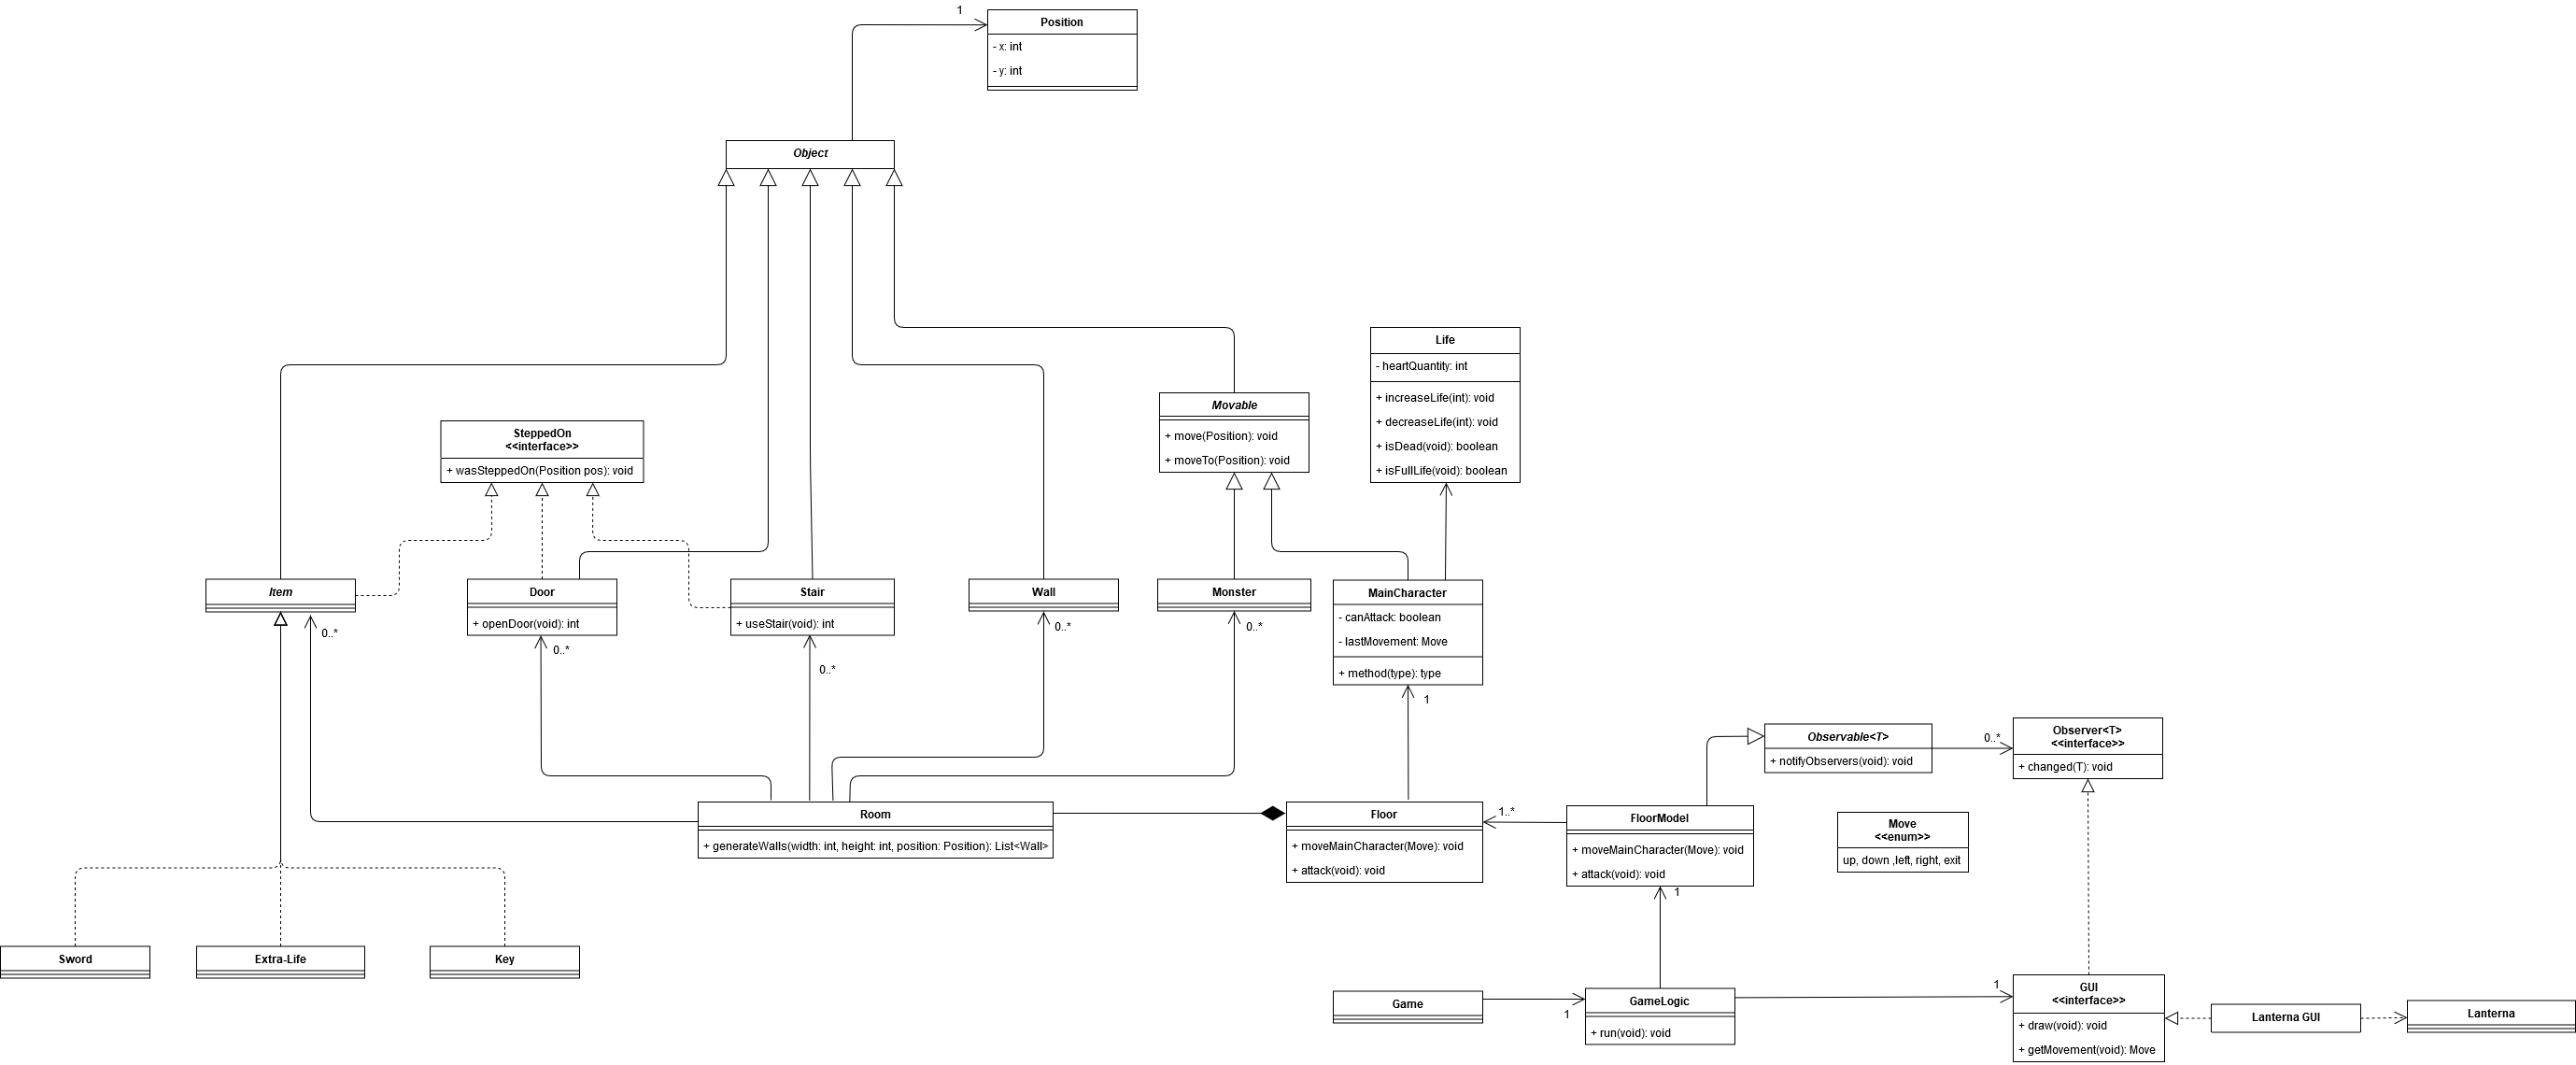 1
Position
- x: int
- y: int
Object
Life
- heartQuantity: int
+ increaseLife(int): void
+ decreaseLife(int): void
+ isDead(void): boolean
+ isFullLife(void): boolean
Movable
+ move(Position): void
+ moveTo(Position): void
SteppedOn
<<interface>>
+ wasSteppedOn(Position pos): void
Item
0..*
Door
+ openDoor(void): int
0..*
Stair
+ useStair(void): int
0..*
Wall
0..*
Monster
0..*
MainCharacter
- canAttack: boolean
- lastMovement: Move
+ method(type): type
1
Observable<T>
+ notifyObservers(void): void
0..*
Observer<T>
<<interface>>
+ changed(T): void
Room
+ generateWalls(width: int, height: int, position: Position): List<Wall>
Floor
+ moveMainCharacter(Move): void
+ attack(void): void
1..*
FloorModel
+ moveMainCharacter(Move): void
+ attack(void): void
1
Move
<<enum>>
up, down ,left, right, exit
Sword
Extra-Life
Key
Game
1
GameLogic
+ run(void): void
1
GUI
<<interface>>
+ draw(void): void
+ getMovement(void): Move
Lanterna GUI
Lanterna